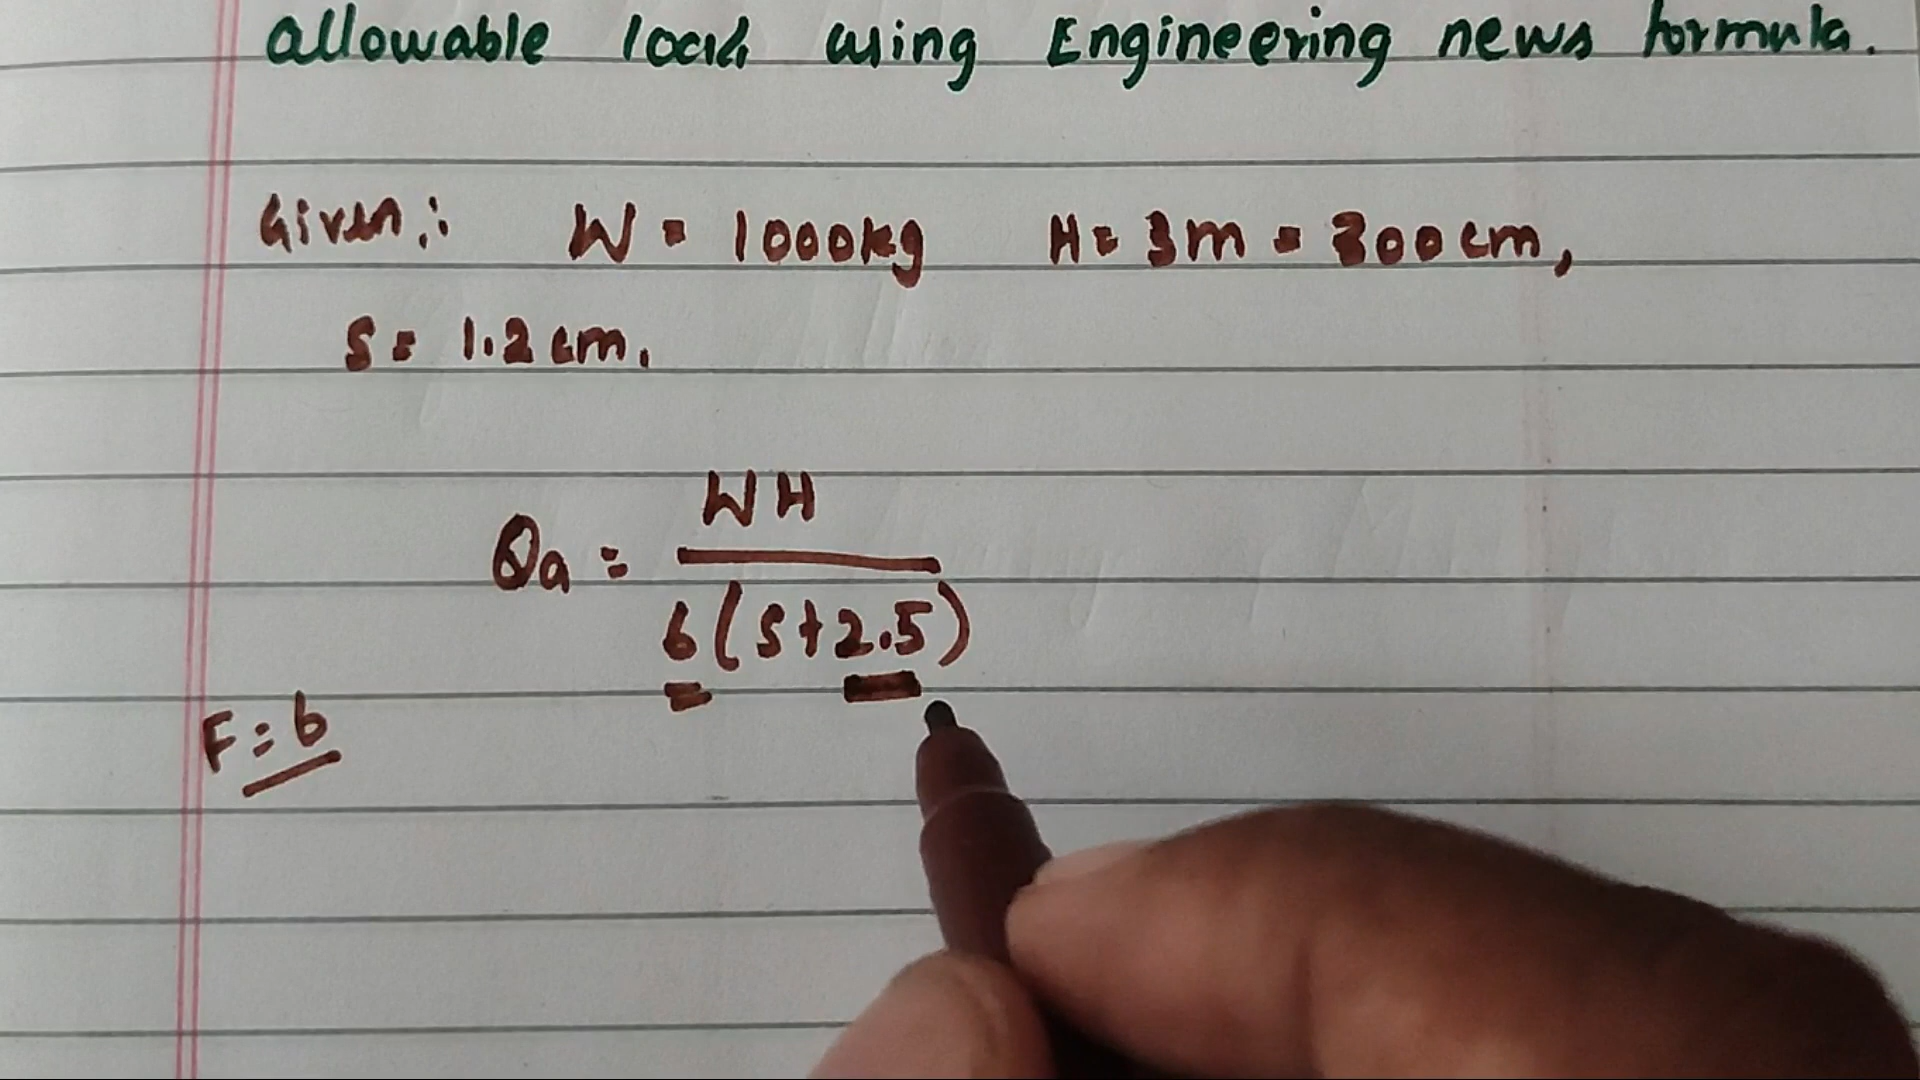 allowable load using Engineering news formula.
Given: W = 1000kg H= 3m = 300cm,
S= 1.2 cm.
Qa = WH
6(S+2.5)
F=6